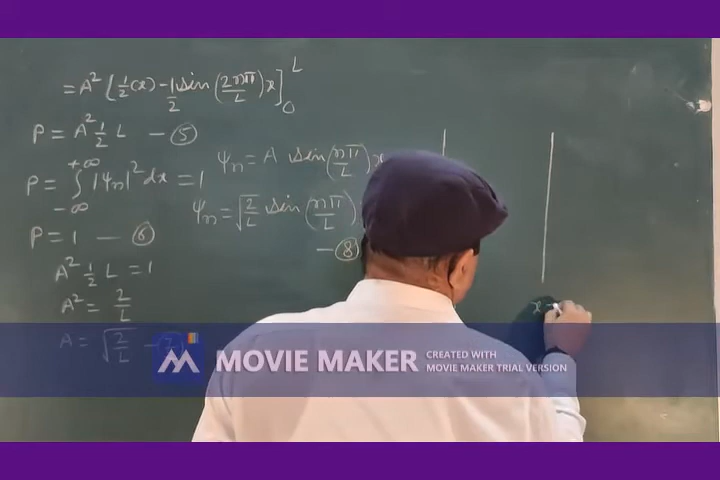 = A² [½(x) - ½ sin (2nπ/L) x]₀ᴸ
P = A² ½ L - ⑤
P = ∫₋∞⁺∞ |ψn|² dx = 1
P = 1 - ⑥
A² ½ L = 1
A² = 2/L
A = √(2/L) - ⑦
ψn = A sin (nπ/L) x
ψn = √(2/L) sin (nπ/L)
- ⑧
x =
MOVIE MAKER
CREATED WITH
MOVIE MAKER TRIAL VERSION